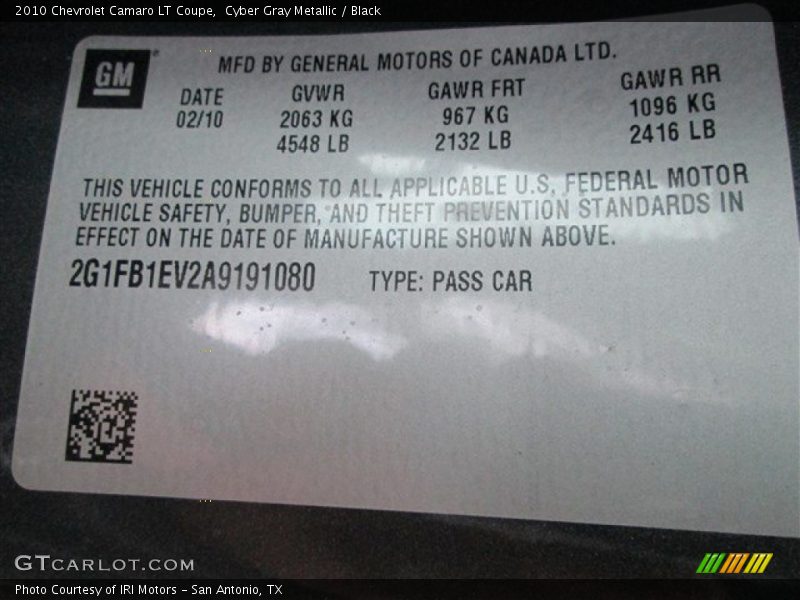 2010 Chevrolet Camaro LT Coupe,  Cyber Gray Metallic / Black
GM
MFD BY GENERAL MOTORS OF CANADA LTD.
DATE GVWR GAWR FRT GAWR RR
02/10 2063 KG 967 KG 1096 KG
4548 LB 2132 LB 2416 LB
THIS VEHICLE CONFORMS TO ALL APPLICABLE U.S. FEDERAL MOTOR
VEHICLE SAFETY, BUMPER, AND THEFT PREVENTION STANDARDS IN
EFFECT ON THE DATE OF MANUFACTURE SHOWN ABOVE.
2G1FB1EV2A9191080 TYPE: PASS CAR
GTCARLOT.COM
Photo Courtesy of IRI Motors – San Antonio, TX